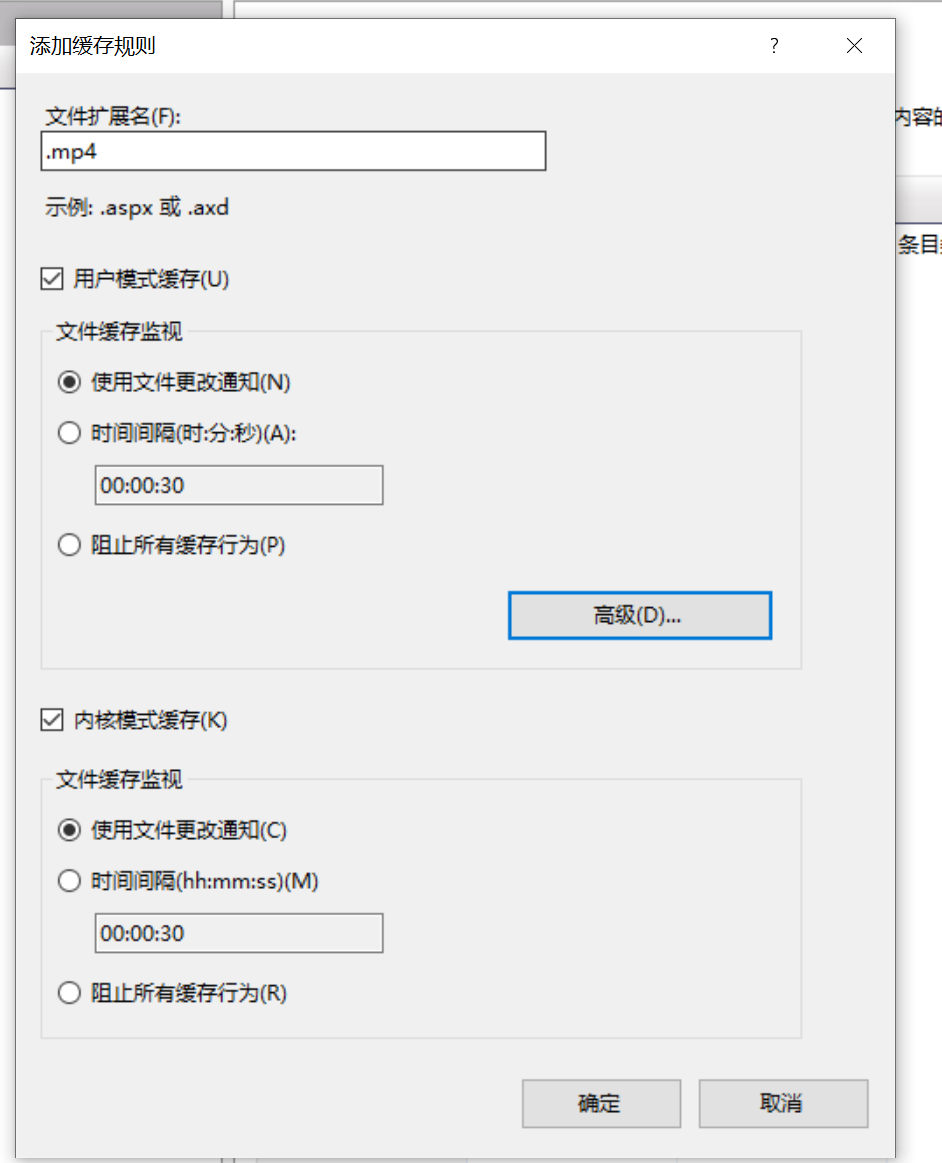 添加缓存规则
?
文件扩展名(F):
.mp4
示例: .aspx 或 .axd
用户模式缓存(U)
文件缓存监视
使用文件更改通知(N)
时间间隔(时:分:秒)(A):
00:00:30
阻止所有缓存行为(P)
高级(D)...
内核模式缓存(K)
文件缓存监视
使用文件更改通知(C)
时间间隔(hh:mm:ss)(M)
00:00:30
阻止所有缓存行为(R)
确定
取消
内容的
条目